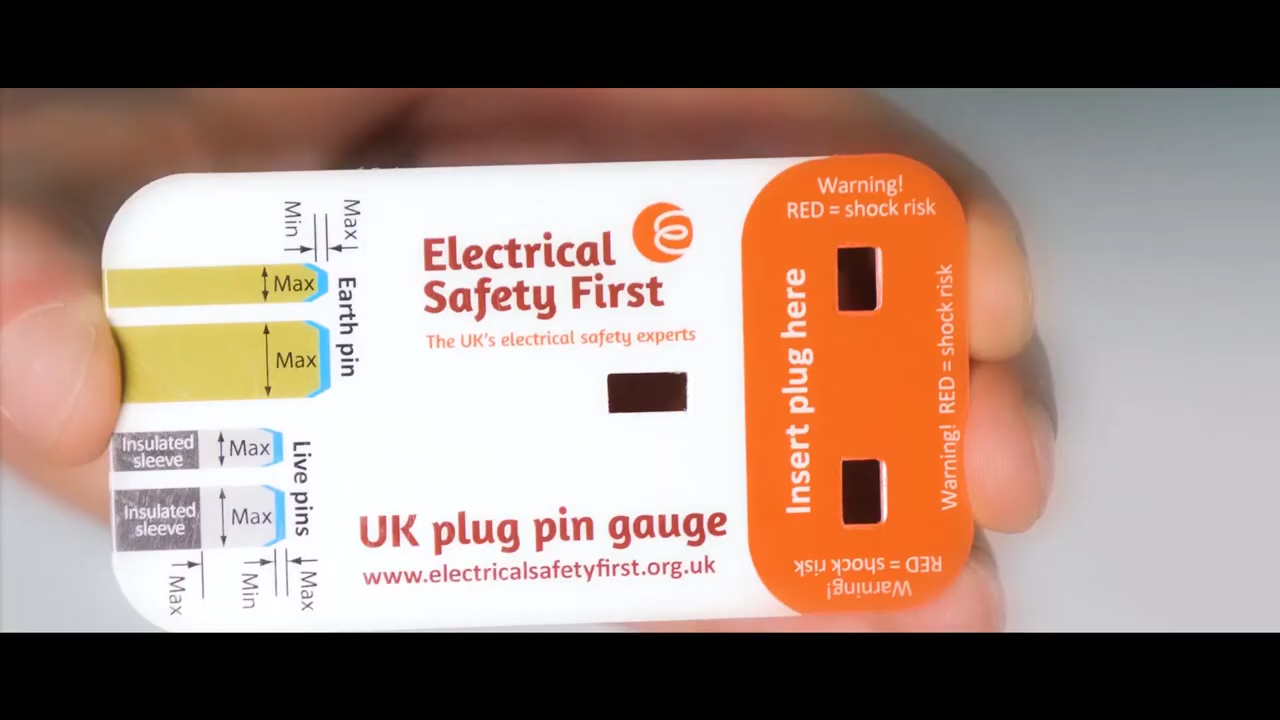 Min
Max
Max
Max
Earth pin
Insulated
sleeve
Max
Insulated
sleeve
Max
Live pins
Max
Min
Max
Electrical
Safety First
The UK's electrical safety experts
UK plug pin gauge
www.electricalsafetyfirst.org.uk
Warning!
RED = shock risk
Insert plug here
Warning! RED = shock risk
Warning!
RED = shock risk